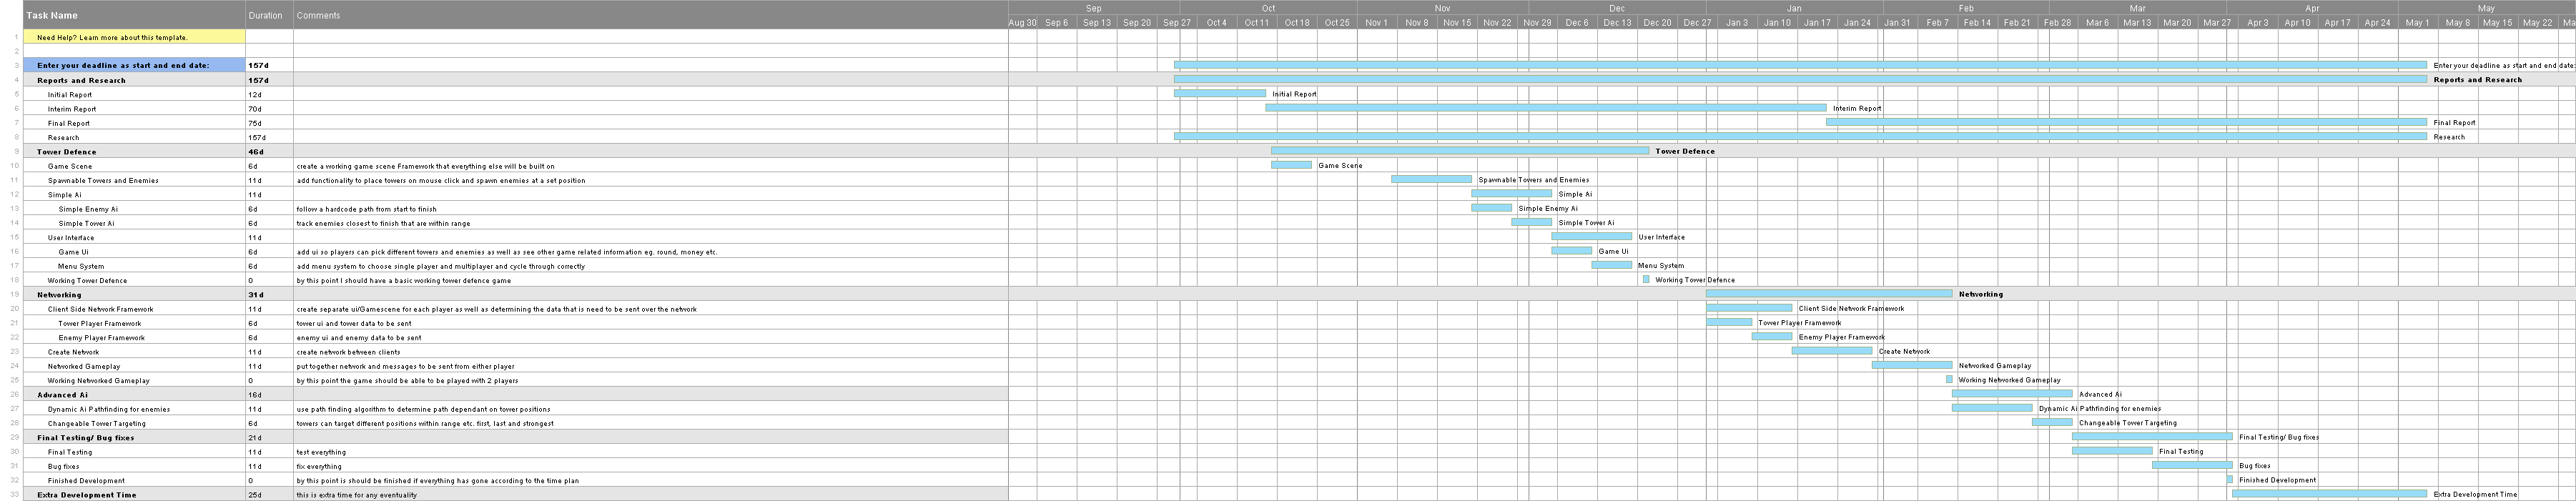 Task Name Duration Comments Sep Oct Nov Dec Jan Feb Mar Apr May
Aug 30 Sep 6 Sep 13 Sep 20 Sep 27 Oct 4 Oct 11 Oct 18 Oct 25 Nov 1 Nov 8 Nov 15 Nov 22 Nov 29 Dec 6 Dec 13 Dec 20 Dec 27 Jan 3 Jan 10 Jan 17 Jan 24 Jan 31 Feb 7 Feb 14 Feb 21 Feb 28 Mar 6 Mar 13 Mar 20 Mar 27 Apr 3 Apr 10 Apr 17 Apr 24 May 1 May 8 May 15 May 22 Ma
1 Need Help? Learn more about this template.
2
3 Enter your deadline as start and end date: 157d Enter your deadline as start and end date:
4 Reports and Research 157d Reports and Research
5 Initial Report 12d Initial Report
6 Interim Report 70d Interim Report
7 Final Report 75d Final Report
8 Research 157d Research
9 Tower Defence 46d Tower Defence
10 Game Scene 6d create a working game scene Framework that everything else will be built on Game Scene
11 Spawnable Towers and Enemies 11d add functionality to place towers on mouse click and spawn enemies at a set position Spawnable Towers and Enemies
12 Simple Ai 11d Simple Ai
13 Simple Enemy Ai 6d follow a hardcode path from start to finish Simple Enemy Ai
14 Simple Tower Ai 6d track enemies closest to finish that are within range Simple Tower Ai
15 User Interface 11d User Interface
16 Game Ui 6d add ui so players can pick different towers and enemies as well as see other game related information eg. round, money etc. Game Ui
17 Menu System 6d add menu system to choose single player and multiplayer and cycle through correctly Menu System
18 Working Tower Defence 0 by this point I should have a basic working tower defence game Working Tower Defence
19 Networking 31d Networking
20 Client Side Network Framework 11d create separate ui/Gamescene for each player as well as determining the data that is need to be sent over the network Client Side Network Framework
21 Tower Player Framework 6d tower ui and tower data to be sent Tower Player Framework
22 Enemy Player Framework 6d enemy ui and enemy data to be sent Enemy Player Framework
23 Create Network 11d create network between clients Create Network
24 Networked Gameplay 11d put together network and messages to be sent from either player Networked Gameplay
25 Working Networked Gameplay 0 by this point the game should be able to be played with 2 players Working Networked Gameplay
26 Advanced Ai 16d Advanced Ai
27 Dynamic Ai Pathfinding for enemies 11d use path finding algorithm to determine path dependant on tower positions Dynamic Ai Pathfinding for enemies
28 Changeable Tower Targeting 6d towers can target different positions within range etc. first, last and strongest Changeable Tower Targeting
29 Final Testing/ Bug fixes 21d Final Testing/ Bug fixes
30 Final Testing 11d test everything Final Testing
31 Bug fixes 11d fix everything Bug fixes
32 Finished Development 0 by this point is should be finished if everything has gone according to the time plan Finished Development
33 Extra Development Time 25d this is extra time for any eventuality Extra Development Time